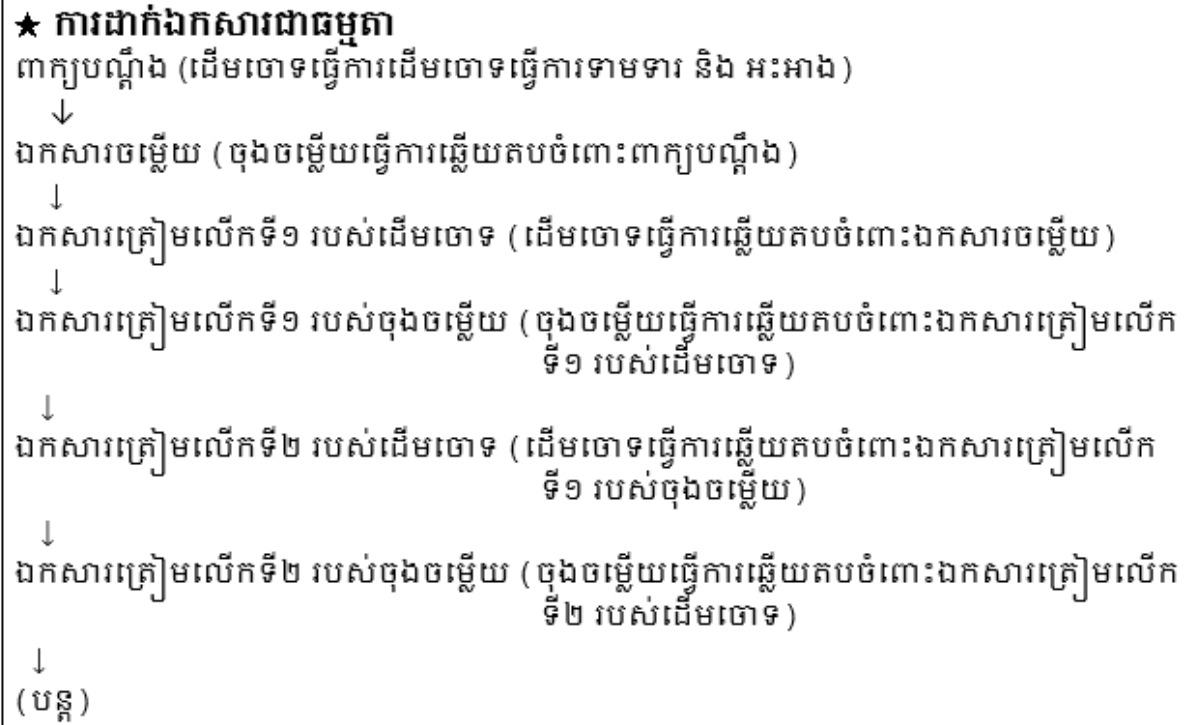 ★ ការដាក់ឯកសារជាធម្មតា
ពាក្យបណ្តឹង (ដើមចោទធ្វើការដើមចោទធ្វើការទាមទារ និង អះអាង)
↓
ឯកសារចម្លើយ (ចុងចម្លើយធ្វើការឆ្លើយតបចំពោះពាក្យបណ្តឹង)
↓
ឯកសារត្រៀមលើកទី១ របស់ដើមចោទ (ដើមចោទធ្វើការឆ្លើយតបចំពោះឯកសារចម្លើយ)
↓
ឯកសារត្រៀមលើកទី១ របស់ចុងចម្លើយ (ចុងចម្លើយធ្វើការឆ្លើយតបចំពោះឯកសារត្រៀមលើក
ទី១ របស់ដើមចោទ)
↓
ឯកសារត្រៀមលើកទី២ របស់ដើមចោទ (ដើមចោទធ្វើការឆ្លើយតបចំពោះឯកសារត្រៀមលើក
ទី១ របស់ចុងចម្លើយ)
↓
ឯកសារត្រៀមលើកទី២ របស់ចុងចម្លើយ (ចុងចម្លើយធ្វើការឆ្លើយតបចំពោះឯកសារត្រៀមលើក
ទី២ របស់ដើមចោទ)
↓
(បន្ត)